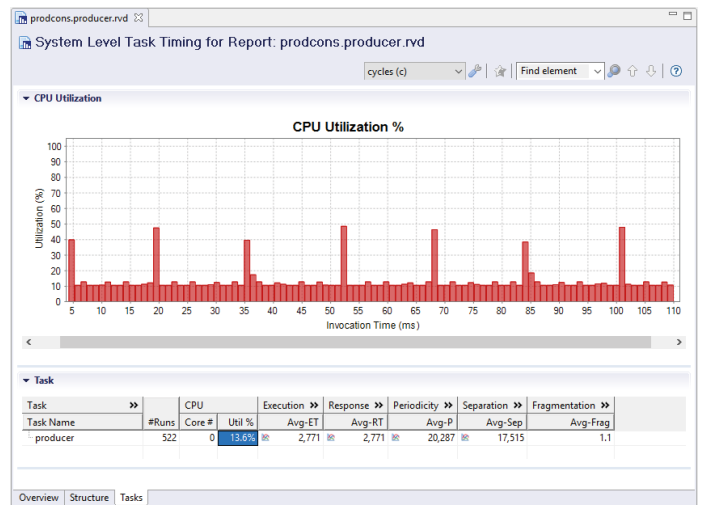 prodcons.producer.rvd
System Level Task Timing for Report: prodcons.producer.rvd
cycles (c) Find element
CPU Utilization
CPU Utilization %
Utilization (%)
100
90
80
70
60
50
40
30
20
10
0
5 10 15 20 25 30 35 40 45 50 55 60 65 70 75 80 85 90 95 100 105 110
Invocation Time (ms)
Task
Task >> CPU Execution >> Response >> Periodicity >> Separation >> Fragmentation >>
Task Name #Runs Core # Util % Avg-ET Avg-RT Avg-P Avg-Sep Avg-Frag
producer 522 0 13.6% 2,771 2,771 20,287 17,515 1.1
Overview Structure Tasks